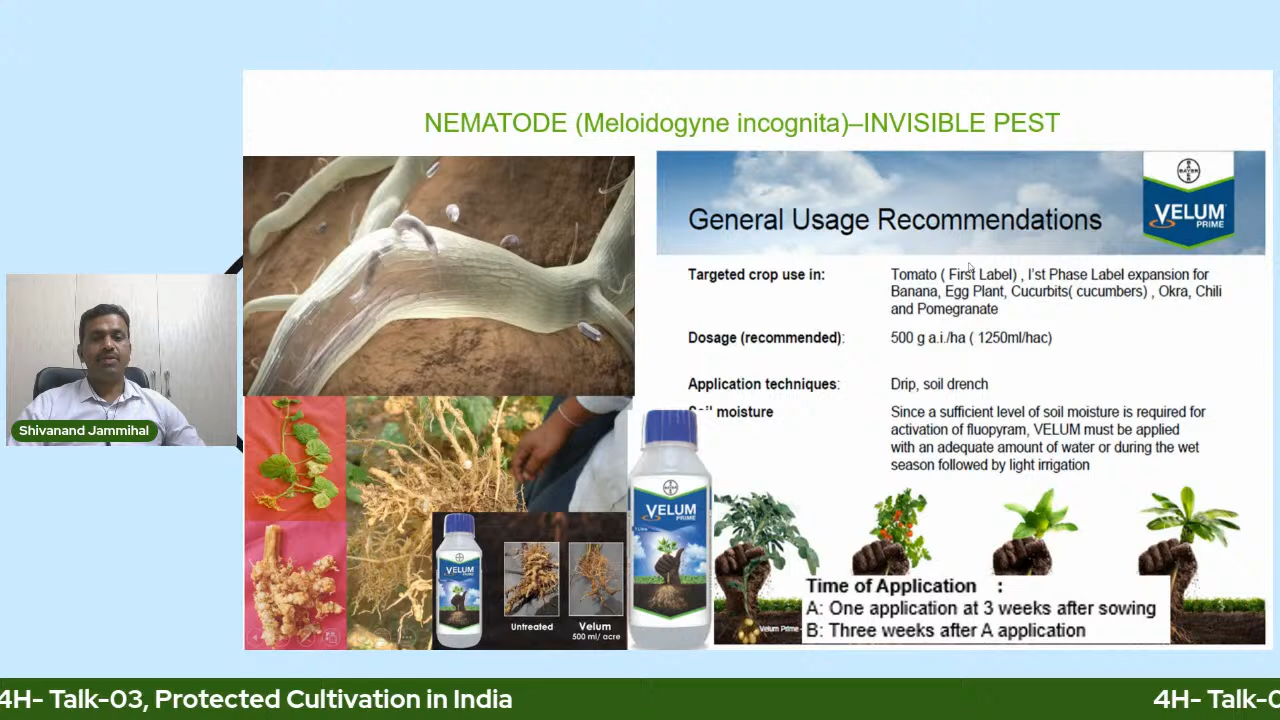 NEMATODE (Meloidogyne incognita)–INVISIBLE PEST
BAYER
VELUM
PRIME
General Usage Recommendations
Targeted crop use in:
Tomato ( First Label) , I'st Phase Label expansion for
Banana, Egg Plant, Cucurbits( cucumbers) , Okra, Chili
and Pomegranate
Dosage (recommended):
500 g a.i./ha ( 1250ml/hac)
Application techniques:
Drip, soil drench
Soil moisture
Since a sufficient level of soil moisture is required for
activation of fluopyram, VELUM must be applied
with an adequate amount of water or during the wet
season followed by light irrigation
Shivanand Jammihal
VELUM
PRIME
VELUM
PRIME
Untreated
Velum
500 ml/ acre
Velum Prime -
Time of Application :
A: One application at 3 weeks after sowing
B: Three weeks after A application
4H- Talk-03, Protected Cultivation in India
4H- Talk-0